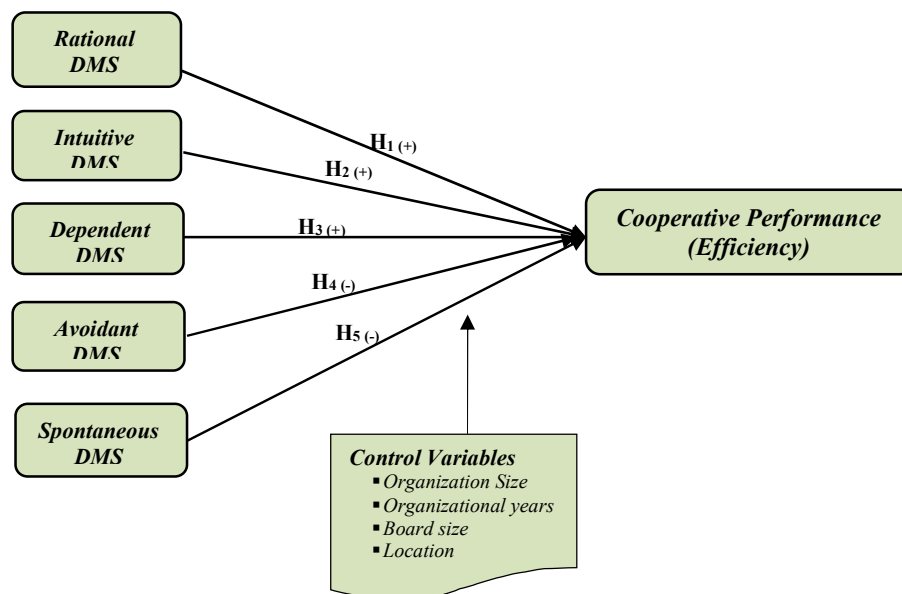 Rational
DMS
H1 (+)
Intuitive
DMS
H2 (+)
Dependent
DMS
H3 (+)
Cooperative Performance
(Efficiency)
Avoidant
DMS
H4 (-)
Spontaneous
DMS
H5 (-)
Control Variables
▪ Organization Size
▪ Organizational years
▪ Board size
▪ Location